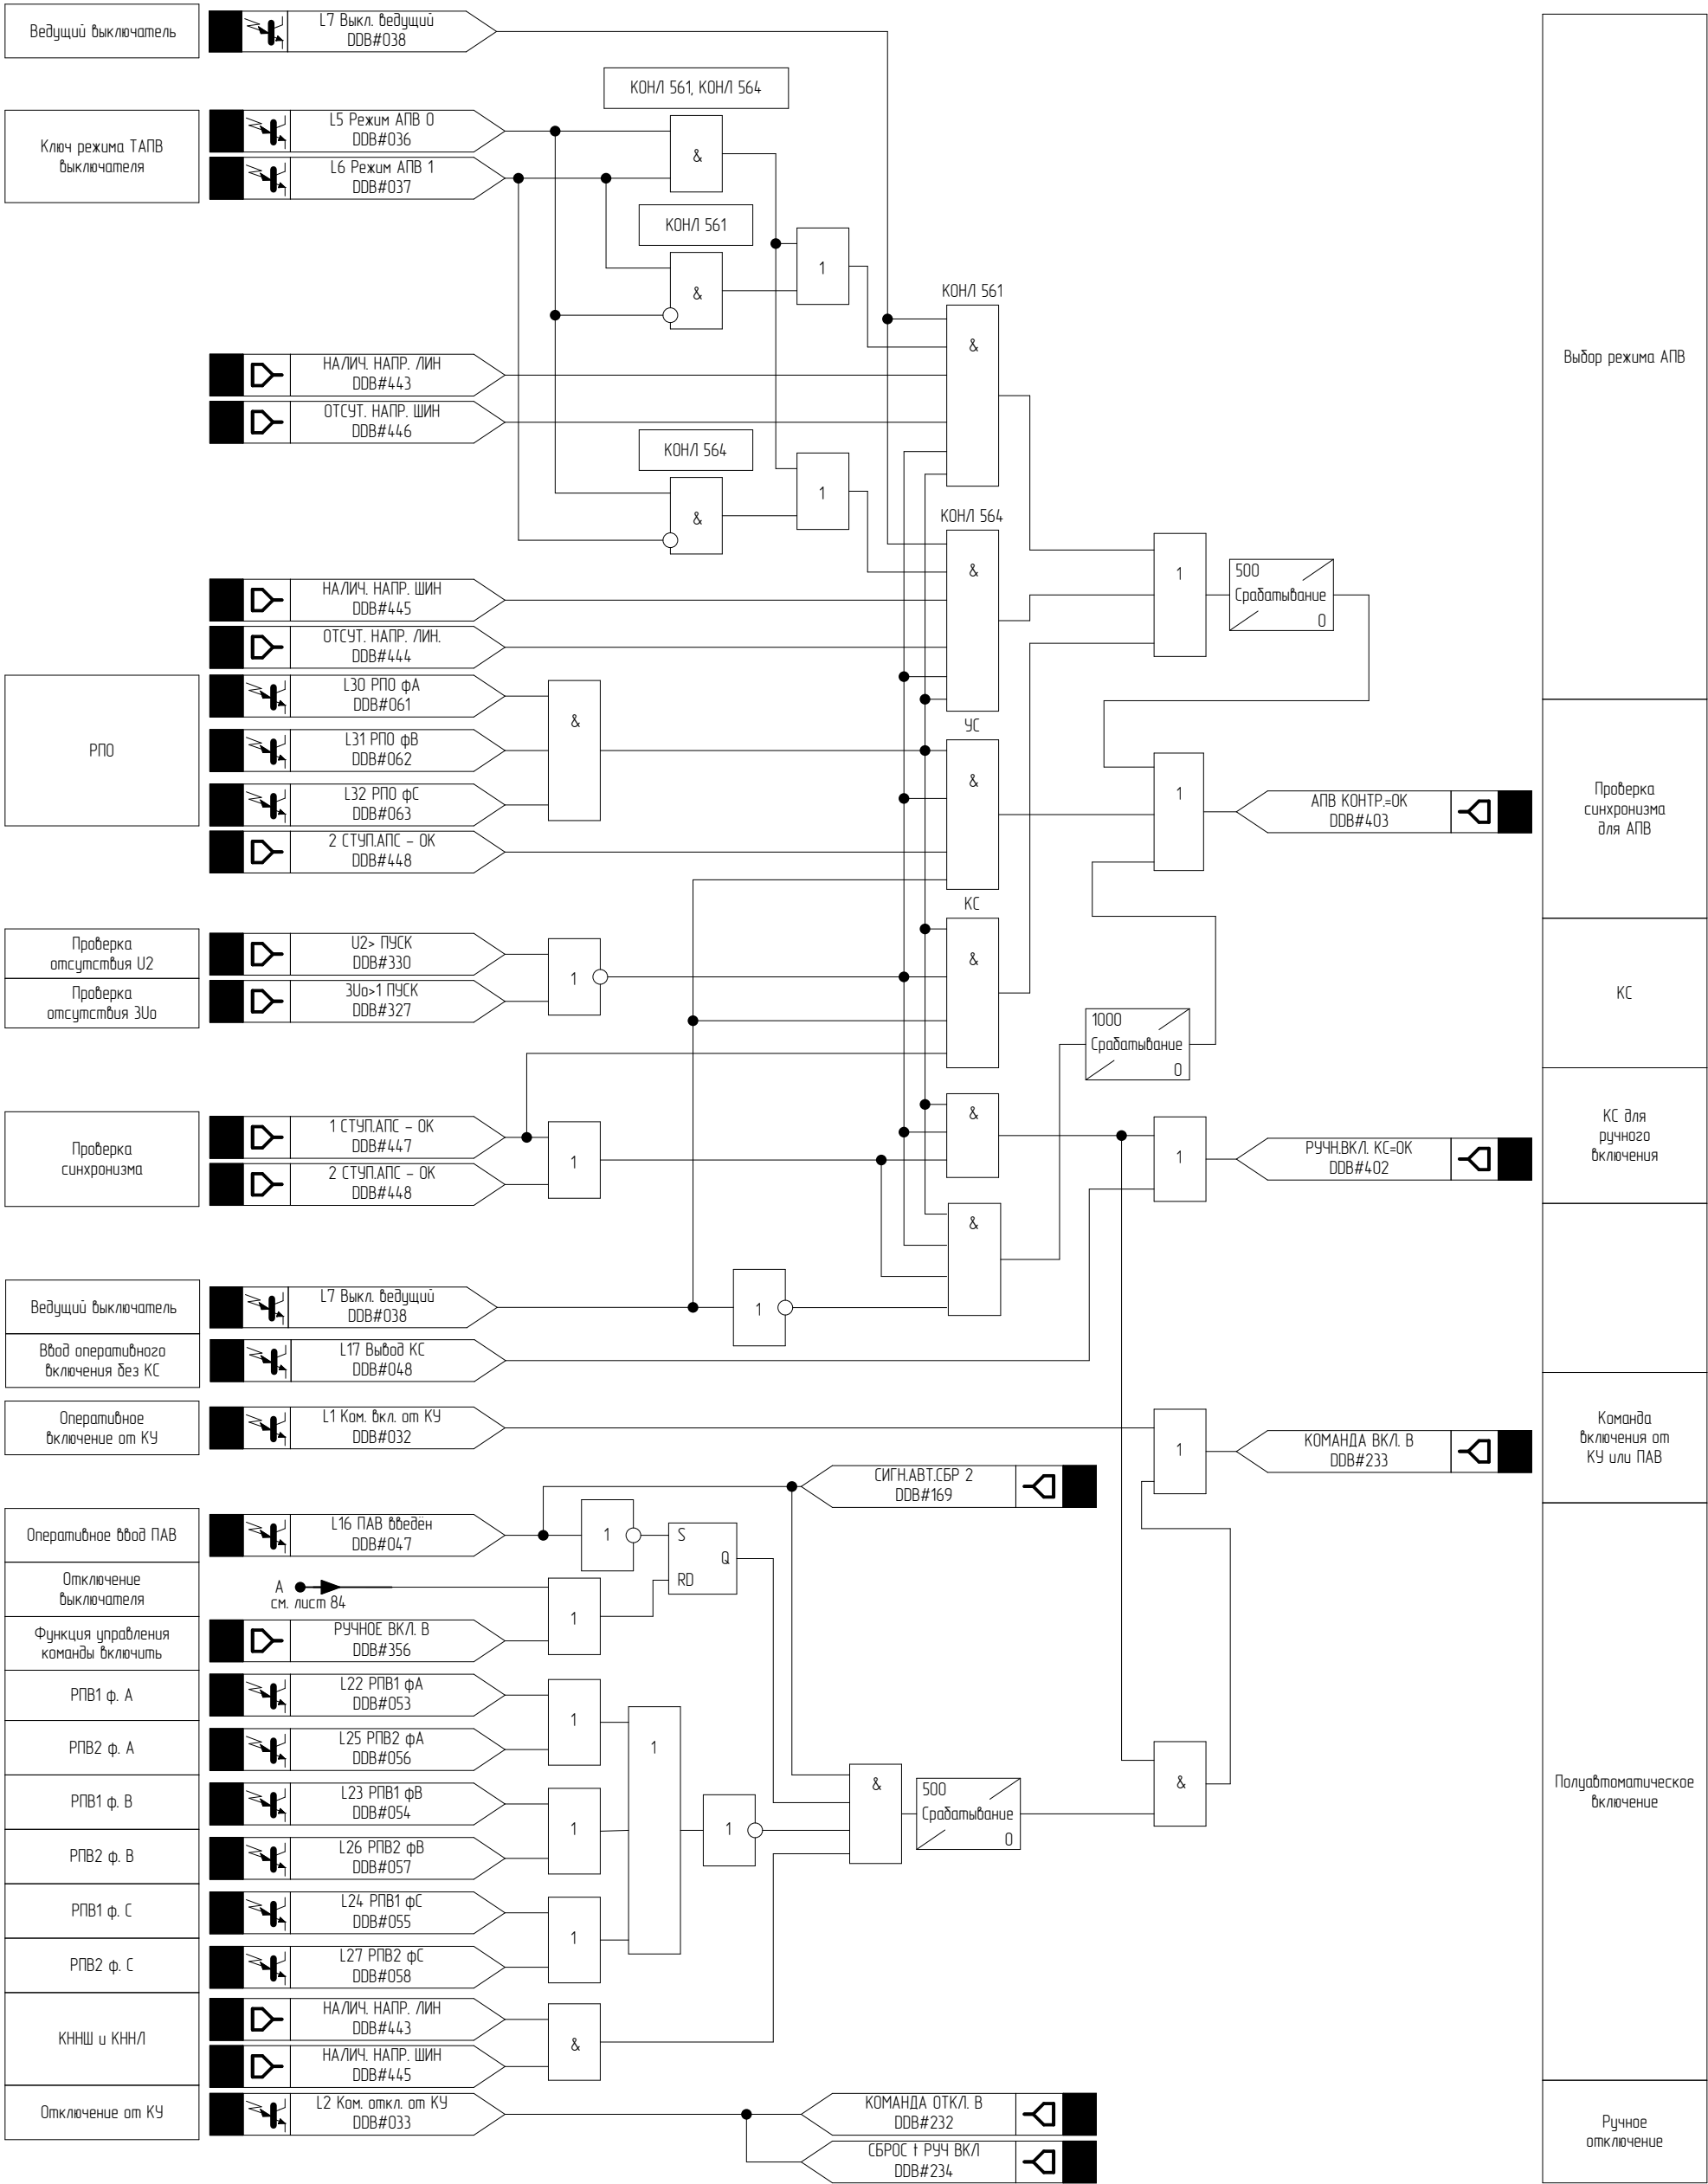 Ведущий выключатель
L7 Выкл. ведущий
DDB#038
КОНЛ 561, КОНЛ 564
Ключ режима ТАПВ
выключателя
L5 Режим АПВ 0
DDB#036
&
L6 Режим АПВ 1
DDB#037
КОНЛ 561
&
1
КОНЛ 561
&
НАЛИЧ. НАПР. ЛИН
DDB#443
Выбор режима АПВ
ОТСУТ. НАПР. ШИН
DDB#446
КОНЛ 564
&
1
КОНЛ 564
&
1
500
Срабатывание
0
НАЛИЧ. НАПР. ШИН
DDB#445
ОТСУТ. НАПР. ЛИН.
DDB#444
РПО
L30 РПО фА
DDB#061
&
L31 РПО фВ
DDB#062
L32 РПО фС
DDB#063
УС
&
1
АПВ КОНТР.=ОК
DDB#403
Проверка
синхронизма
для АПВ
2 СТУП.АПС – ОК
DDB#448
КС
&
Проверка
отсутствия U2
U2> ПУСК
DDB#330
1
Проверка
отсутствия 3Uo
3Uo>1 ПУСК
DDB#327
КС
1000
Срабатывание
0
Проверка
синхронизма
1 СТУП.АПС – ОК
DDB#447
1
2 СТУП.АПС – ОК
DDB#448
&
1
РУЧН.ВКЛ. КС=ОК
DDB#402
КС для
ручного
включения
&
Ведущий выключатель
L7 Выкл. ведущий
DDB#038
1
Ввод оперативного
включения без КС
L17 Вывод КС
DDB#048
Оперативное
включение от КУ
L1 Ком. вкл. от КУ
DDB#032
1
КОМАНДА ВКЛ. В
DDB#233
Команда
включения от
КУ или ПАВ
СИГН.АВТ.СБР 2
DDB#169
Оперативное ввод ПАВ
L16 ПАВ введён
DDB#047
1
S
Q
RD
Отключение
выключателя
А
см. лист 84
1
Функция управления
команды включить
РУЧНОЕ ВКЛ. В
DDB#356
РПВ1 ф. А
L22 РПВ1 фА
DDB#053
1
РПВ2 ф. А
L25 РПВ2 фА
DDB#056
1
РПВ1 ф. В
L23 РПВ1 фВ
DDB#054
1
РПВ2 ф. В
L26 РПВ2 фВ
DDB#057
1
&
500
Срабатывание
0
&
Полуавтоматическое
включение
РПВ1 ф. С
L24 РПВ1 фС
DDB#055
1
РПВ2 ф. С
L27 РПВ2 фС
DDB#058
КННШ и КННЛ
НАЛИЧ. НАПР. ЛИН
DDB#443
&
НАЛИЧ. НАПР. ШИН
DDB#445
Отключение от КУ
L2 Ком. откл. от КУ
DDB#033
КОМАНДА ОТКЛ. В
DDB#232
СБРОС t РУЧ ВКЛ
DDB#234
Ручное
отключение